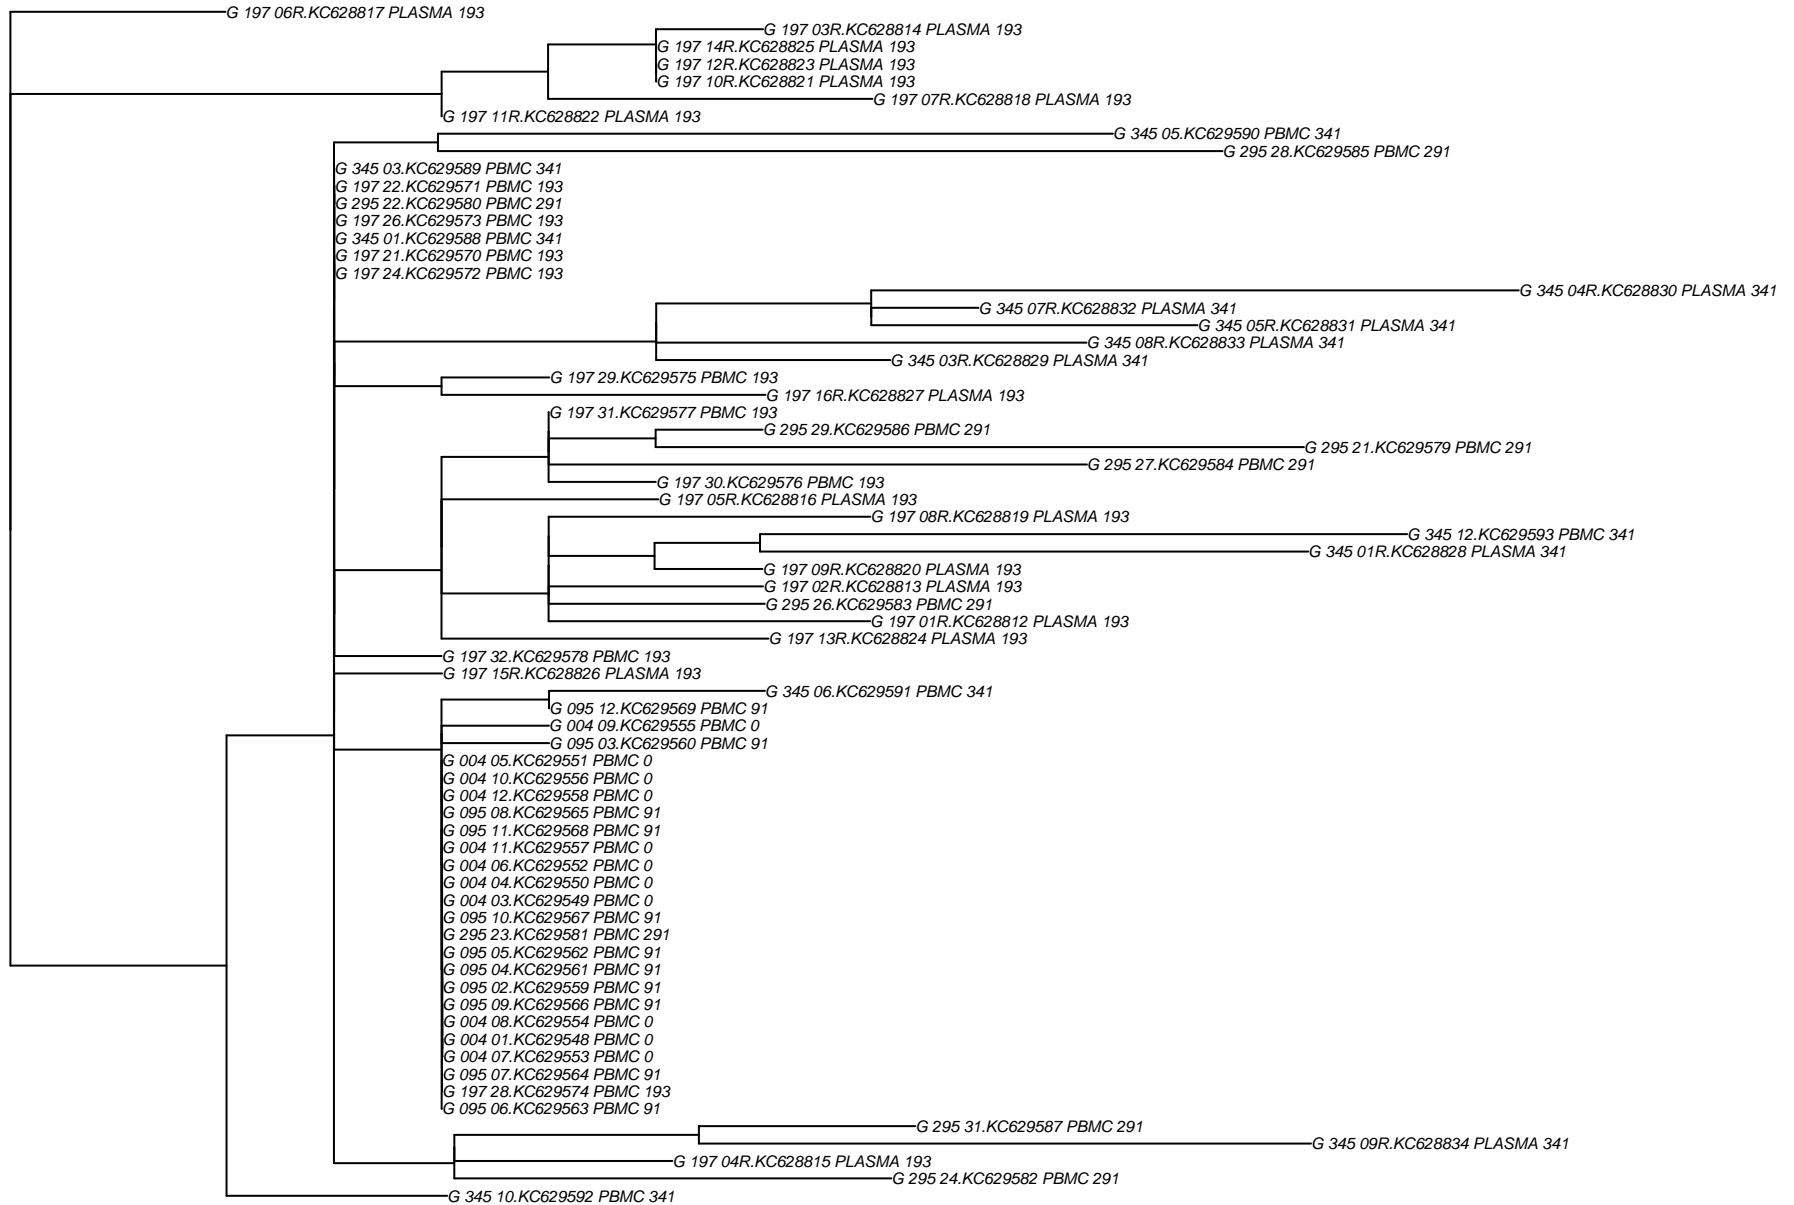 G 197 06R.KC628817 PLASMA 193
G 197 03R.KC628814 PLASMA 193
G 197 14R.KC628825 PLASMA 193
G 197 12R.KC628823 PLASMA 193
G 197 10R.KC628821 PLASMA 193
G 197 07R.KC628818 PLASMA 193
G 197 11R.KC628822 PLASMA 193
G 345 05.KC629590 PBMC 341
G 295 28.KC629585 PBMC 291
G 345 03.KC629589 PBMC 341
G 197 22.KC629571 PBMC 193
G 295 22.KC629580 PBMC 291
G 197 26.KC629573 PBMC 193
G 345 01.KC629588 PBMC 341
G 197 21.KC629570 PBMC 193
G 197 24.KC629572 PBMC 193
G 345 04R.KC628830 PLASMA 341
G 345 07R.KC628832 PLASMA 341
G 345 05R.KC628831 PLASMA 341
G 345 08R.KC628833 PLASMA 341
G 345 03R.KC628829 PLASMA 341
G 197 29.KC629575 PBMC 193
G 197 16R.KC628827 PLASMA 193
G 197 31.KC629577 PBMC 193
G 295 29.KC629586 PBMC 291
G 295 21.KC629579 PBMC 291
G 295 27.KC629584 PBMC 291
G 197 30.KC629576 PBMC 193
G 197 05R.KC628816 PLASMA 193
G 197 08R.KC628819 PLASMA 193
G 345 12.KC629593 PBMC 341
G 345 01R.KC628828 PLASMA 341
G 197 09R.KC628820 PLASMA 193
G 197 02R.KC628813 PLASMA 193
G 295 26.KC629583 PBMC 291
G 197 01R.KC628812 PLASMA 193
G 197 13R.KC628824 PLASMA 193
G 197 32.KC629578 PBMC 193
G 197 15R.KC628826 PLASMA 193
G 345 06.KC629591 PBMC 341
G 095 12.KC629569 PBMC 91
G 004 09.KC629555 PBMC 0
G 095 03.KC629560 PBMC 91
G 004 05.KC629551 PBMC 0
G 004 10.KC629556 PBMC 0
G 004 12.KC629558 PBMC 0
G 095 08.KC629565 PBMC 91
G 095 11.KC629568 PBMC 91
G 004 11.KC629557 PBMC 0
G 004 06.KC629552 PBMC 0
G 004 04.KC629550 PBMC 0
G 004 03.KC629549 PBMC 0
G 095 10.KC629567 PBMC 91
G 295 23.KC629581 PBMC 291
G 095 05.KC629562 PBMC 91
G 095 04.KC629561 PBMC 91
G 095 02.KC629559 PBMC 91
G 095 09.KC629566 PBMC 91
G 004 08.KC629554 PBMC 0
G 004 01.KC629548 PBMC 0
G 004 07.KC629553 PBMC 0
G 095 07.KC629564 PBMC 91
G 197 28.KC629574 PBMC 193
G 095 06.KC629563 PBMC 91
G 295 31.KC629587 PBMC 291
G 345 09R.KC628834 PLASMA 341
G 197 04R.KC628815 PLASMA 193
G 295 24.KC629582 PBMC 291
G 345 10.KC629592 PBMC 341